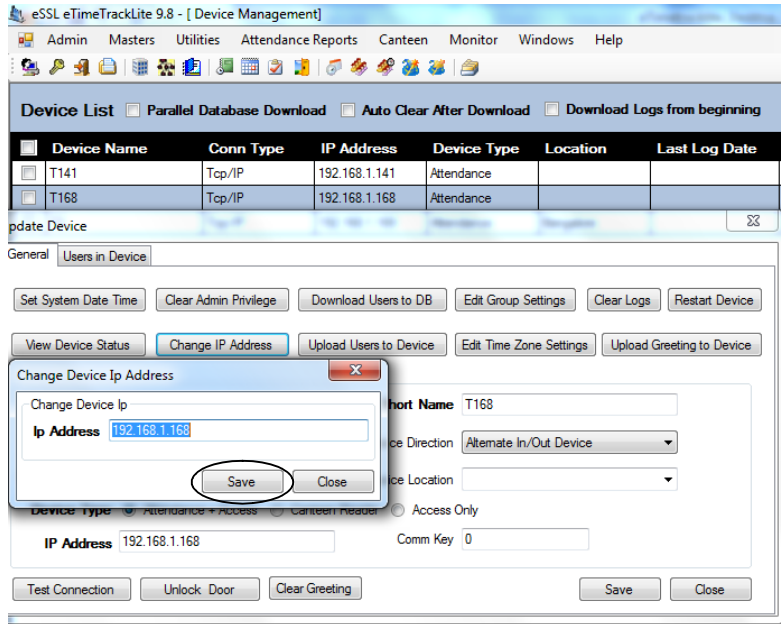 eSSL eTimeTrackLite 9.8 - [ Device Management]
Admin Masters Utilities Attendance Reports Canteen Monitor Windows Help
Device List Parallel Database Download Auto Clear After Download Download Logs from beginning
Device Name Conn Type IP Address Device Type Location Last Log Date
T141 Tcp/IP 192.168.1.141 Attendance
T168 Tcp/IP 192.168.1.168 Attendance
pdate Device
General Users in Device
Set System Date Time Clear Admin Privilege Download Users to DB Edit Group Settings Clear Logs Restart Device
View Device Status Change IP Address Upload Users to Device Edit Time Zone Settings Upload Greeting to Device
Change Device Ip Address
Change Device Ip
hort Name T168
Ip Address 192.168.1.168
ce Direction Alternate In/Out Device
Save Close
ice Location
Device Type Attendance + Access Canteen Reader Access Only
IP Address 192.168.1.168 Comm Key 0
Test Connection Unlock Door Clear Greeting Save Close